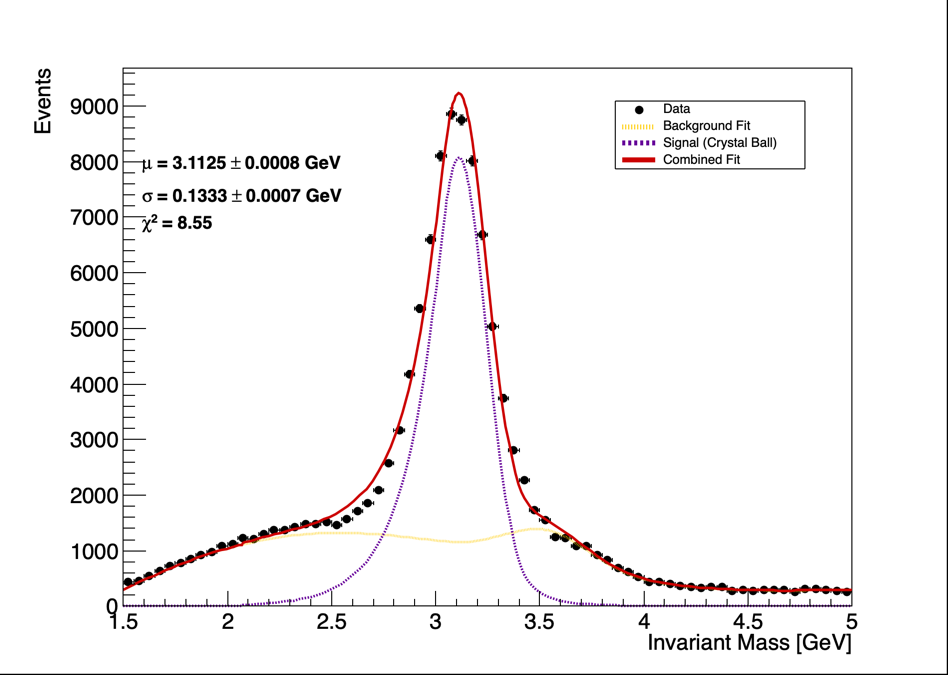 Events
9000
8000
7000
6000
5000
4000
3000
2000
1000
0
μ = 3.1125 ± 0.0008 GeV
σ = 0.1333 ± 0.0007 GeV
χ² = 8.55
Data
Background Fit
Signal (Crystal Ball)
Combined Fit
1.5 2 2.5 3 3.5 4 4.5 5
Invariant Mass [GeV]